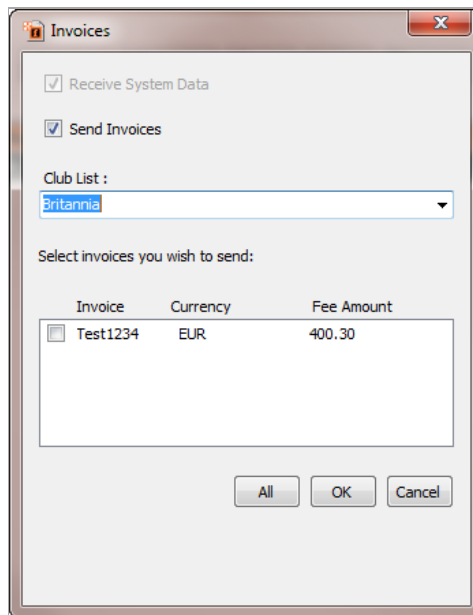 Invoices
Receive System Data
Send Invoices
Club List :
Britannia
Select invoices you wish to send:
Invoice Currency Fee Amount
Test1234 EUR 400.30
All OK Cancel